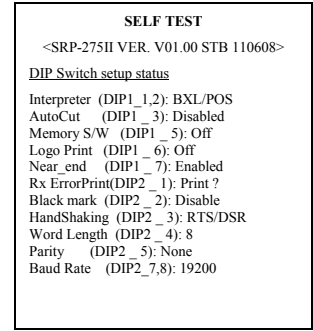 SELF TEST
<SRP-275II VER. V01.00 STB 110608>
DIP Switch setup status
Interpreter (DIP1_1,2): BXL/POS
AutoCut (DIP1 _ 3): Disabled
Memory S/W (DIP1 _ 5): Off
Logo Print (DIP1 _ 6): Off
Near_end (DIP1 _ 7): Enabled
Rx ErrorPrint(DIP2 _ 1): Print ?
Black mark (DIP2 _ 2): Disable
HandShaking (DIP2 _ 3): RTS/DSR
Word Length (DIP2 _ 4): 8
Parity (DIP2 _ 5): None
Baud Rate (DIP2_7,8): 19200